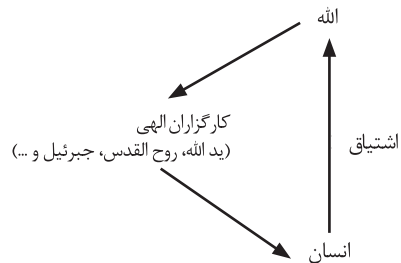 الله
کارگزاران الهی
(ید الله، روح القدس، جبرئیل و ...)
اشتیاق
انسان